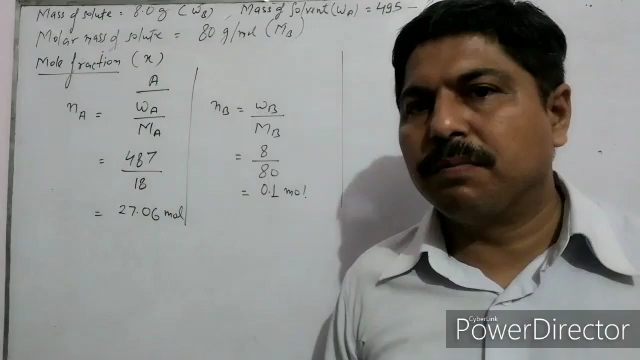 Mass of solute = 8.0 g (WB), Mass of Solvent (WA) = 495 -
Molar mass of solute = 80 g/mol (MB)
Mole fraction (x)
A
nA = WA / MA
= 487 / 18
= 27.06 mol
nB = WB / MB
= 8 / 80
= 0.1 mol.
CyberLink
PowerDirector